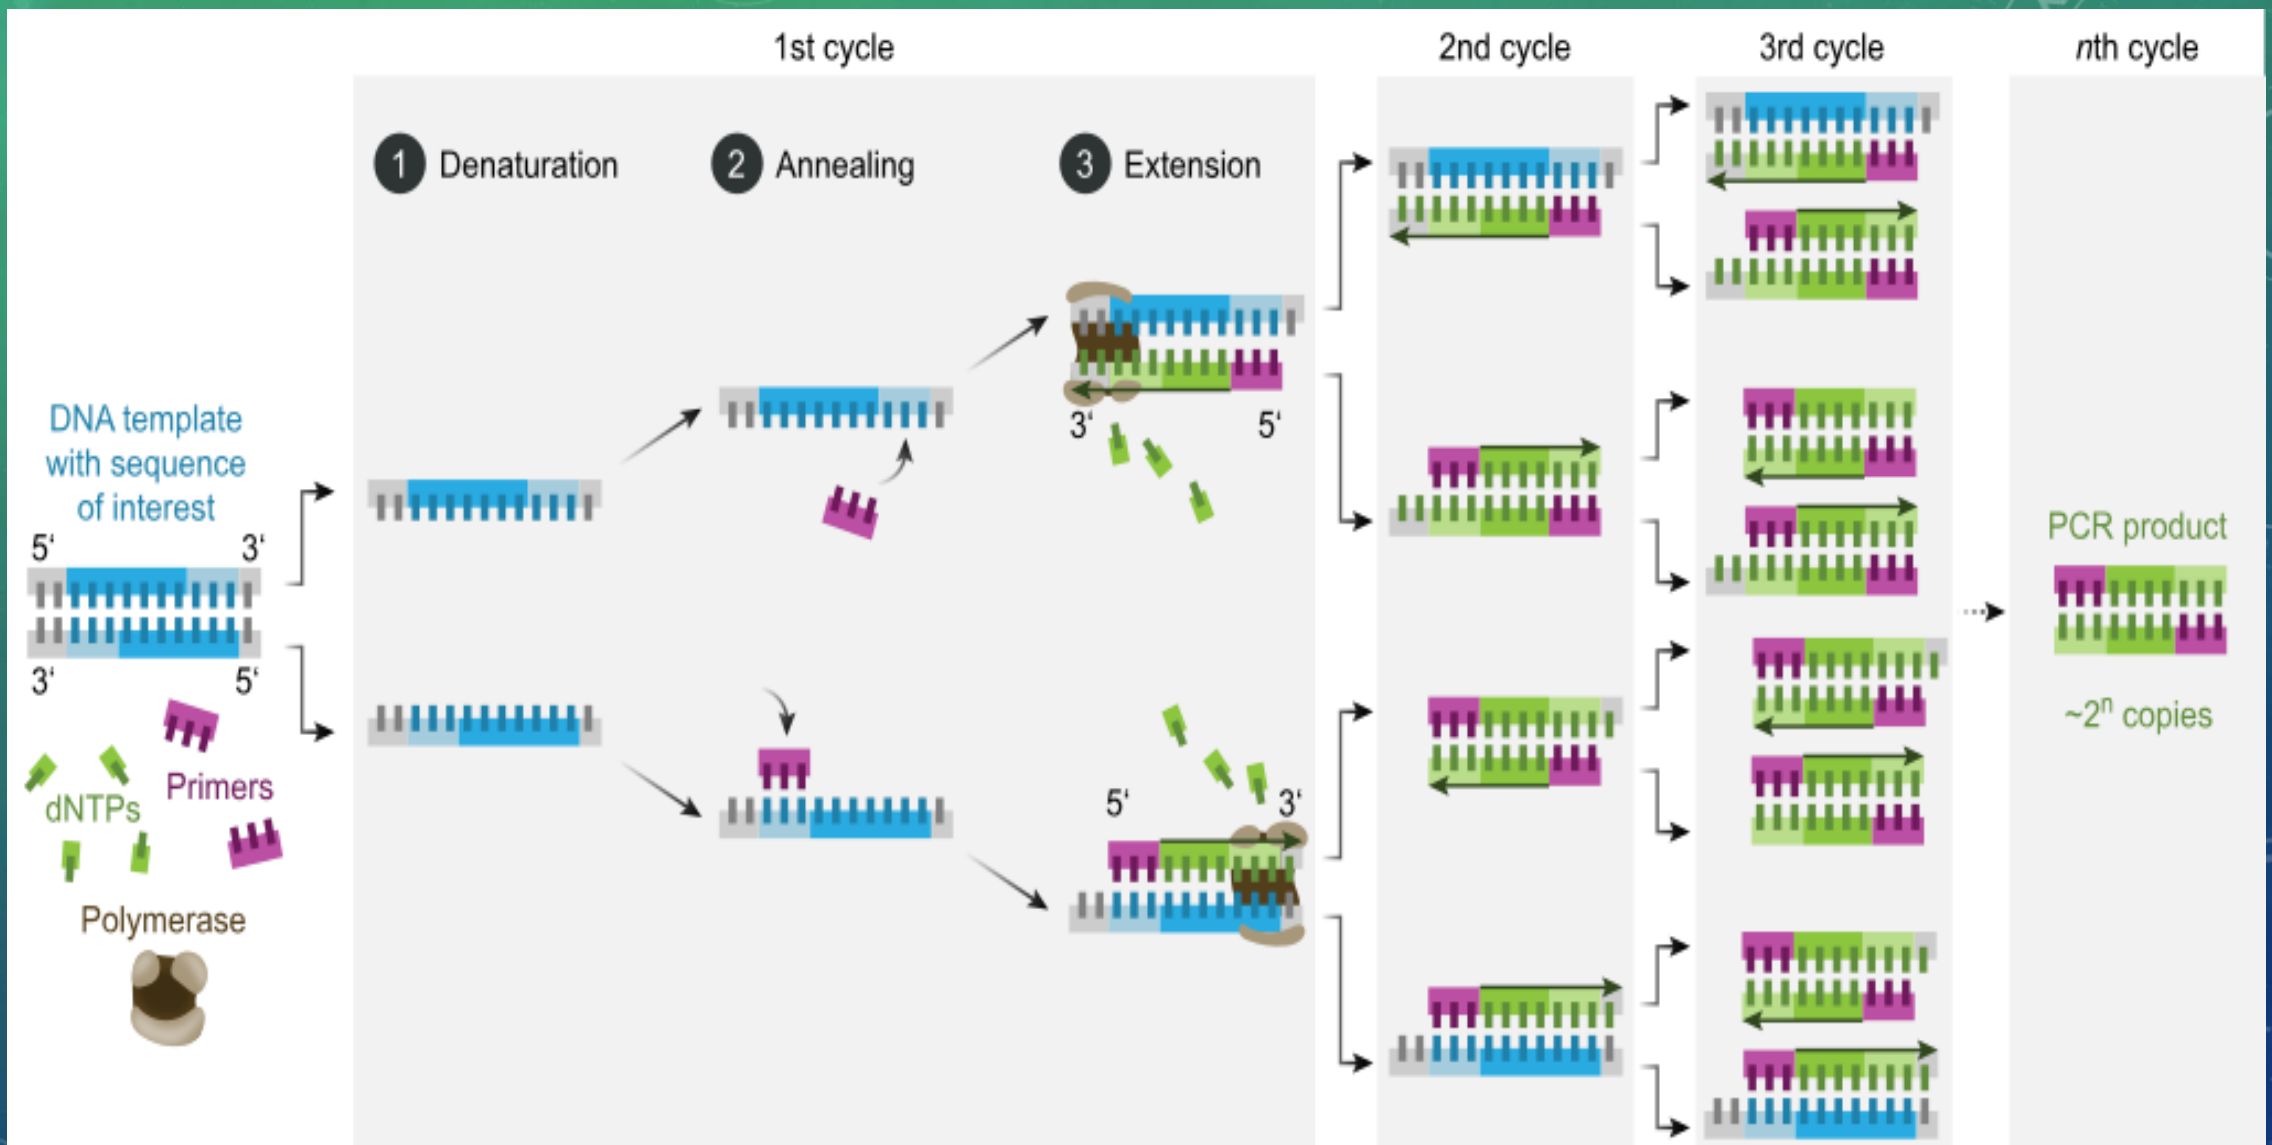 1st cycle
2nd cycle
3rd cycle
nth cycle
1 Denaturation
2 Annealing
3 Extension
DNA template
with sequence
of interest
5‘ 3‘
3‘ 5‘
Primers
dNTPs
Polymerase
3‘ 5‘
5‘ 3‘
PCR product
~2ⁿ copies